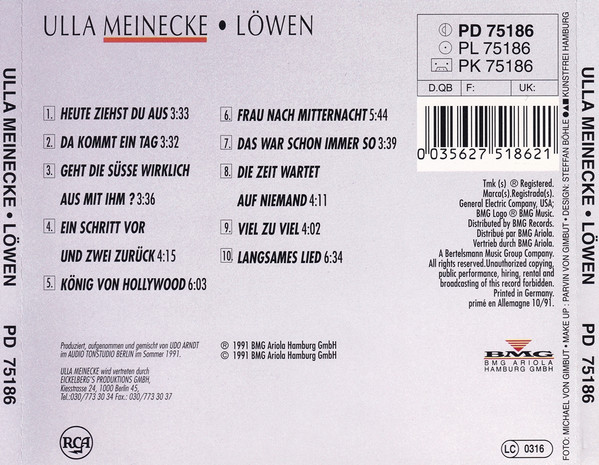 ULLA MEINECKE • LÖWEN
PD 75186
PL 75186
PK 75186
D.QB F: UK:
1. HEUTE ZIEHST DU AUS 3:33
2. DA KOMMT EIN TAG 3:32
3. GEHT DIE SÜSSE WIRKLICH
AUS MIT IHM ? 3:36
4. EIN SCHRITT VOR
UND ZWEI ZURÜCK 4:15
5. KÖNIG VON HOLLYWOOD 6:03
6. FRAU NACH MITTERNACHT 5:44
7. DAS WAR SCHON IMMER SO 3:39
8. DIE ZEIT WARTET
AUF NIEMAND 4:11
9. VIEL ZU VIEL 4:02
10. LANGSAMES LIED 6:34
0 035627 518621
Tmk (s) ® Registered.
Marca(s).Registrada(s).
General Electric Company, USA;
BMG Logo ® BMG Music.
Distributed by BMG Records.
Distribué par BMG Ariola.
Vertrieb durch BMG Ariola.
A Bertelsmann Music Group Company.
All rights reserved.Unauthorized copying,
public performance, hiring, rental and
broadcasting of this record forbidden.
Printed in Germany.
primé en Allemagne 10/91.
Produziert, aufgenommen und gemischt von UDO ARNDT
im AUDIO TONSTUDIO BERLIN im Sommer 1991.
ULLA MEINECKE wird vertreten durch
EICKELBERG'S PRODUKTIONS GMBH,
Kiesstrasse 24, 1000 Berlin 45,
Tel.:030/773 30 34 Fax.: 030/773 30 37
℗ 1991 BMG Ariola Hamburg GmbH
© 1991 BMG Ariola Hamburg GmbH
BMG
BMG ARIOLA
HAMBURG GMBH
RCA
LC 0316
ULLA MEINECKE • LÖWEN PD 75186
ULLA MEINECKE • LÖWEN PD 75186
FOTO: MICHAEL VON GIMBUT • MAKE UP : PARVIN VON GIMBUT • DESIGN: STEFFAN BÖHLE ●▲■ KUNSTFREI HAMBURG